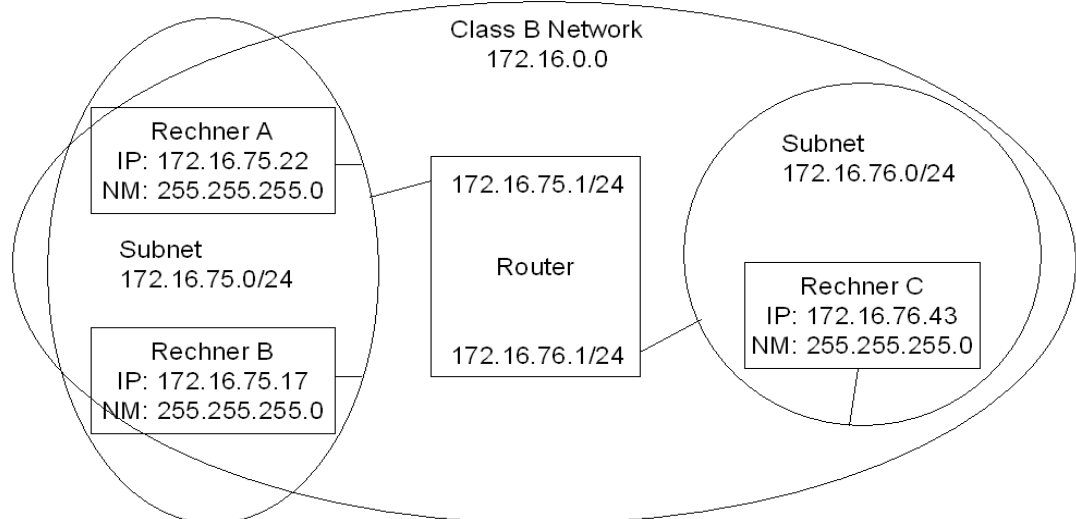 Class B Network
172.16.0.0
Rechner A
IP: 172.16.75.22
NM: 255.255.255.0
Subnet
172.16.75.0/24
Rechner B
IP: 172.16.75.17
NM: 255.255.255.0
172.16.75.1/24
Router
172.16.76.1/24
Subnet
172.16.76.0/24
Rechner C
IP: 172.16.76.43
NM: 255.255.255.0